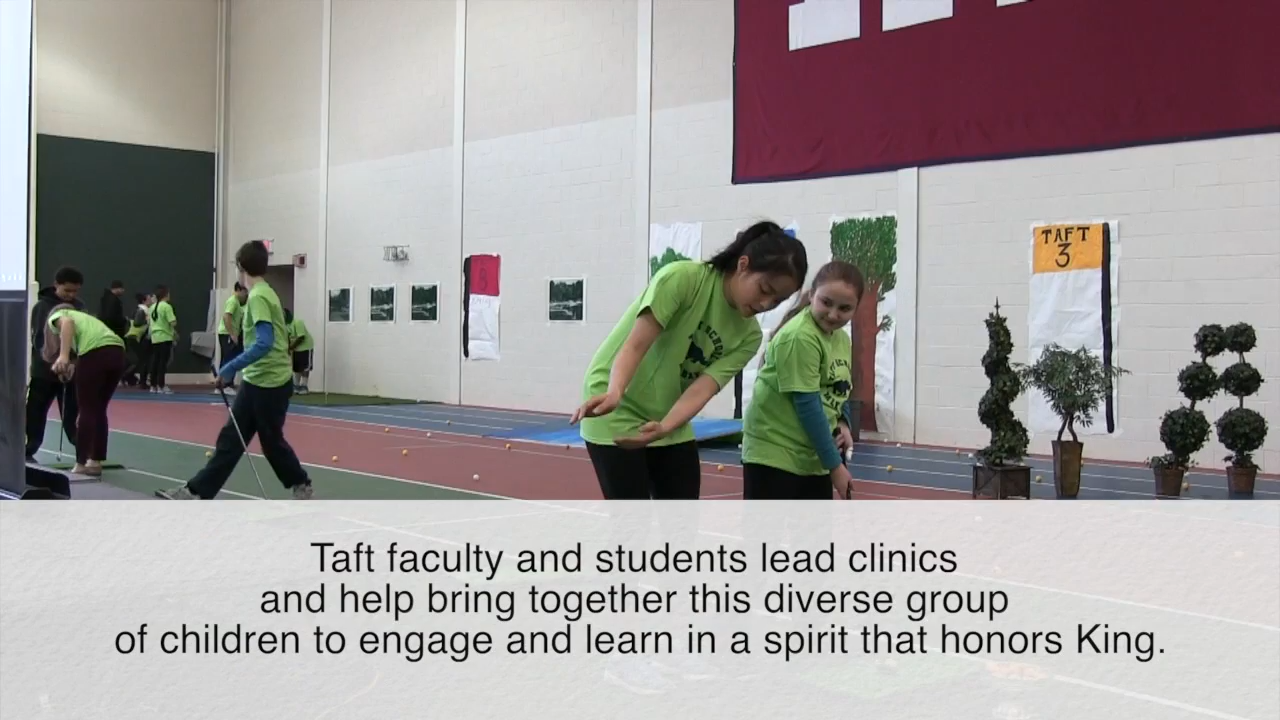 TAFT
3
8
Taft faculty and students lead clinics
and help bring together this diverse group
of children to engage and learn in a spirit that honors King.